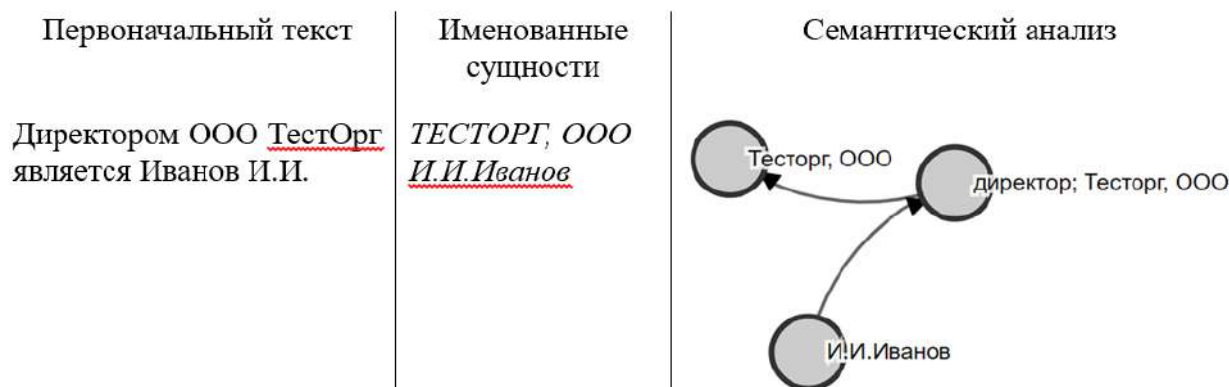 Первоначальный текст
Именованные
сущности
Семантический анализ
Директором ООО ТестОрг
является Иванов И.И.
ТЕСТОРГ, ООО
И.И.Иванов
Тесторг, ООО
директор; Тесторг, ООО
И.И.Иванов